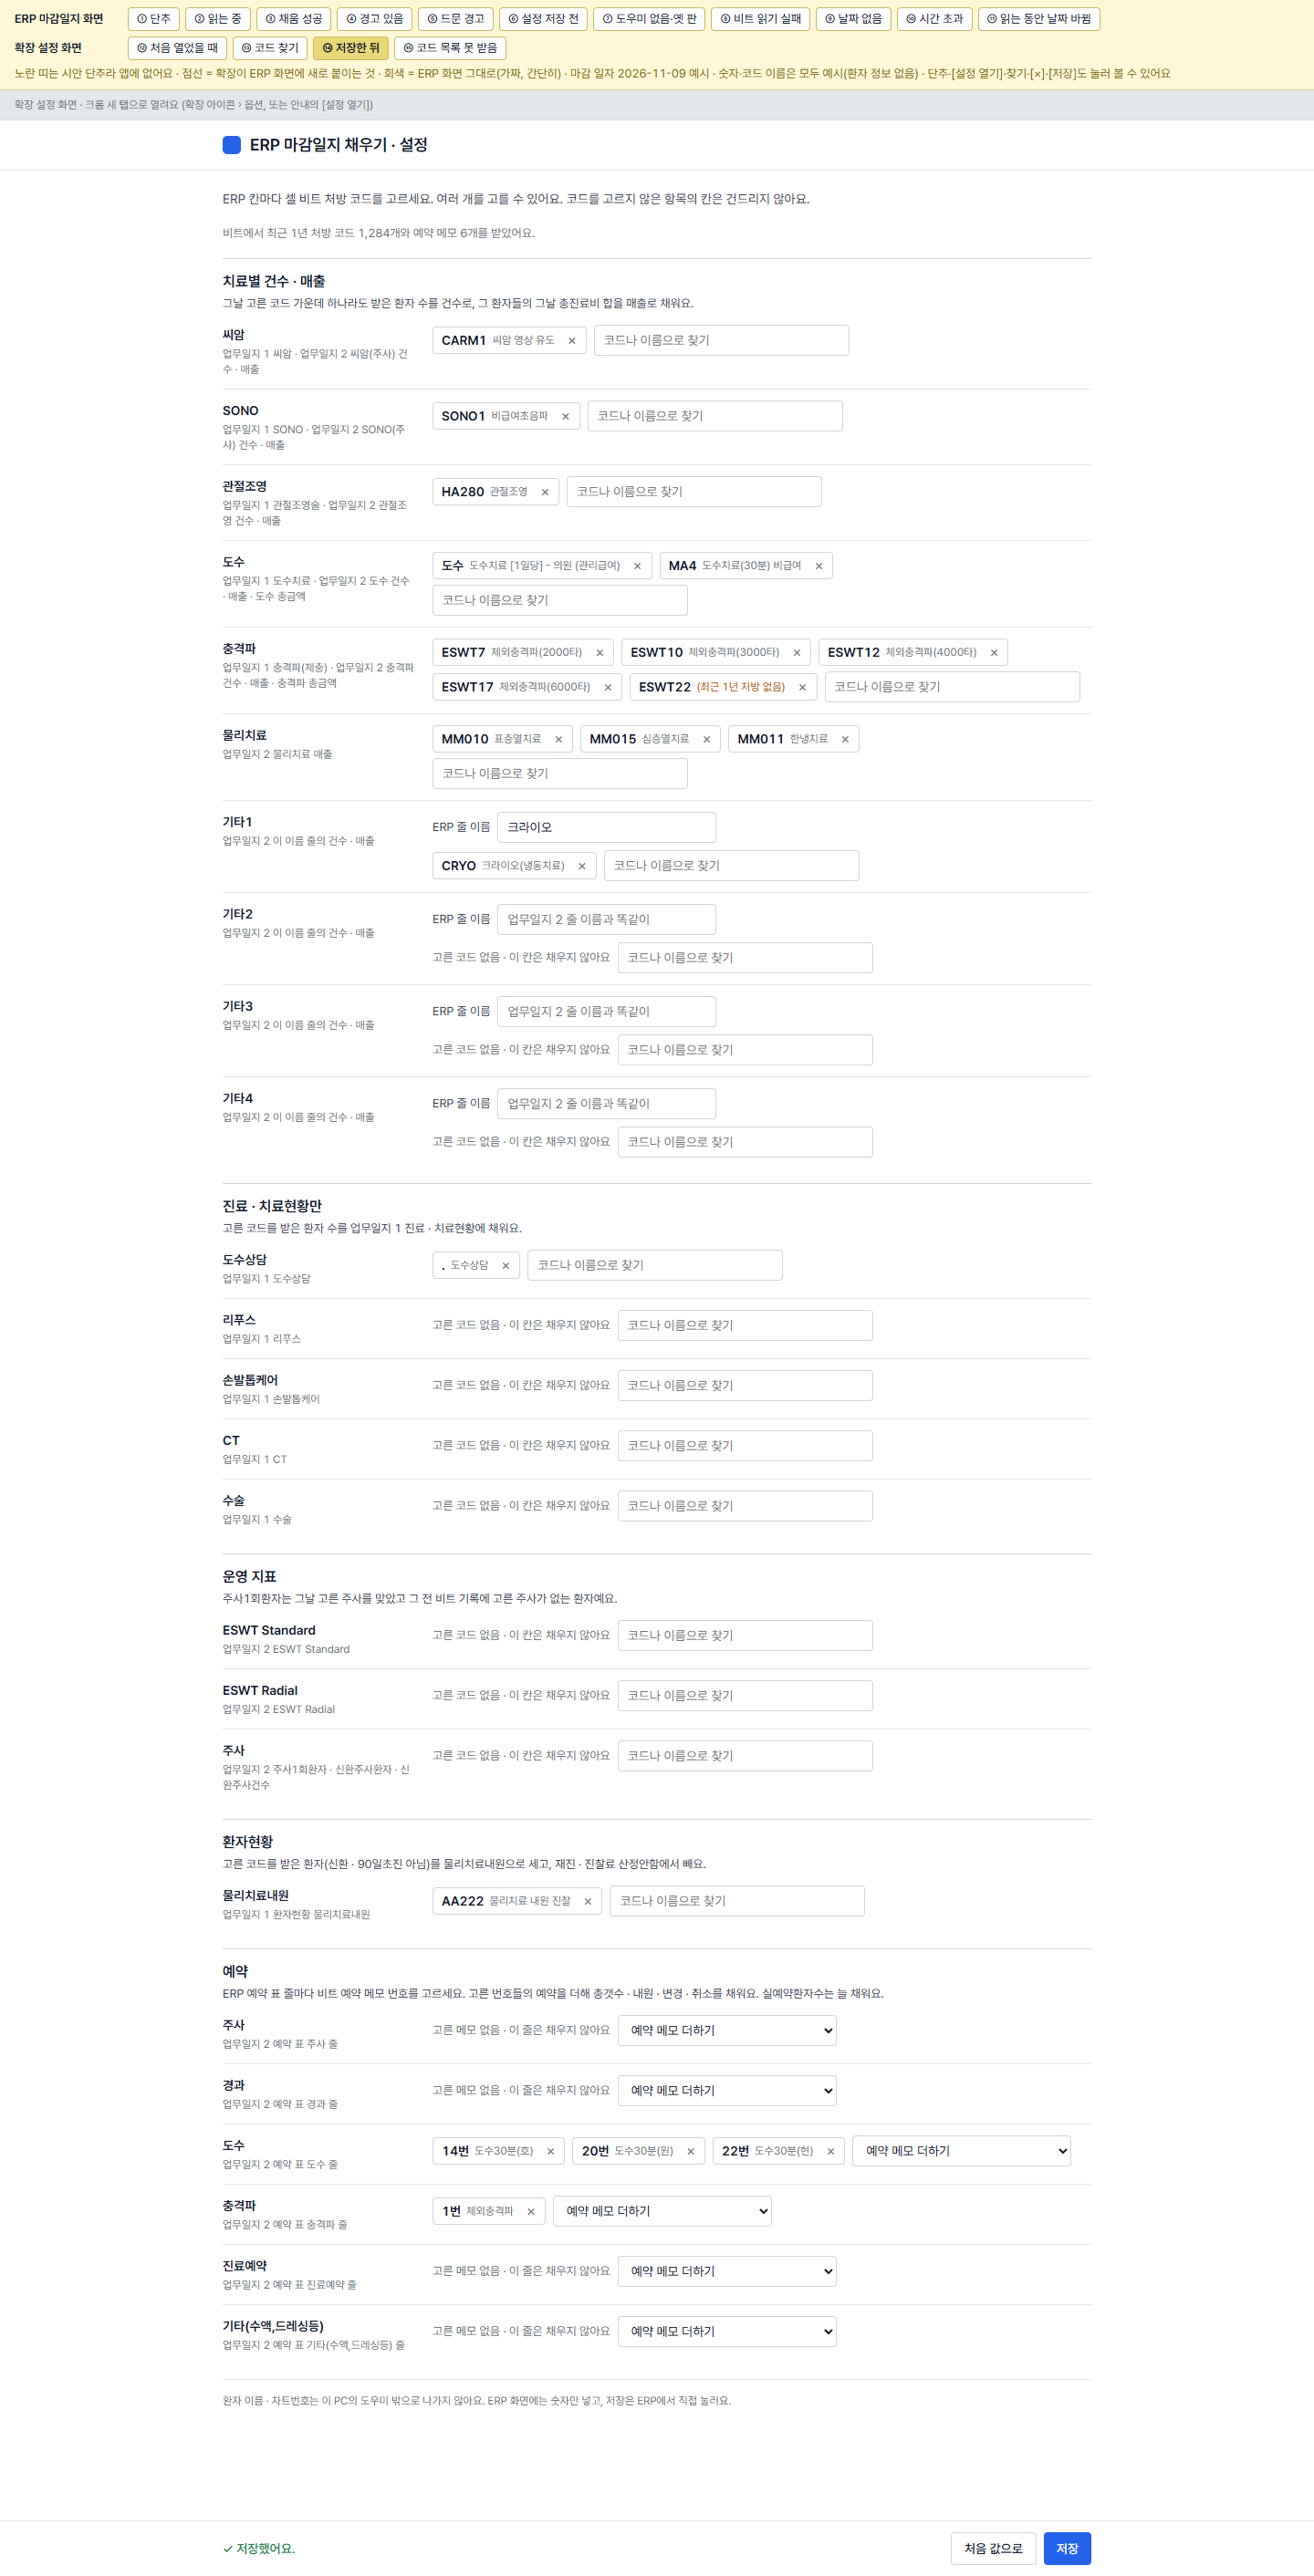 ERP 마감일지 화면 ① 단추 ② 읽는 중 ③ 채움 성공 ④ 경고 있음 ⑤ 드문 경고 ⑥ 설정 저장 전 ⑦ 도우미 없음·옛 판 ⑧ 비트 읽기 실패 ⑨ 날짜 없음 ⑩ 시간 초과 ⑪ 읽는 동안 날짜 바뀜
확장 설정 화면 ⑫ 처음 열었을 때 ⑬ 코드 찾기 ⑭ 저장한 뒤 ⑮ 코드 목록 못 받음
노란 띠는 시안 단추라 앱에 없어요 · 점선 = 확장이 ERP 화면에 새로 붙이는 것 · 회색 = ERP 화면 그대로(가짜, 간단히) · 마감 일자 2026-11-09 예시 · 숫자·코드 이름은 모두 예시(환자 정보 없음) · 단추·[설정 열기]·찾기·[×]·[저장]도 눌러 볼 수 있어요
확장 설정 화면 · 크롬 새 탭으로 열려요 (확장 아이콘 › 옵션, 또는 안내의 [설정 열기])
ERP 마감일지 채우기 · 설정
ERP 칸마다 셀 비트 처방 코드를 고르세요. 여러 개를 고를 수 있어요. 코드를 고르지 않은 항목의 칸은 건드리지 않아요.
비트에서 최근 1년 처방 코드 1,284개와 예약 메모 6개를 받았어요.
치료별 건수 · 매출
그날 고른 코드 가운데 하나라도 받은 환자 수를 건수로, 그 환자들의 그날 총진료비 합을 매출로 채워요.
씨암
업무일지 1 씨암 · 업무일지 2 씨암(주사) 건
수 · 매출
CARM1 씨암 영상 유도 × 코드나 이름으로 찾기
SONO
업무일지 1 SONO · 업무일지 2 SONO(주
사) 건수 · 매출
SONO1 비급여초음파 × 코드나 이름으로 찾기
관절조영
업무일지 1 관절조영술 · 업무일지 2 관절조
영 건수 · 매출
HA280 관절조영 × 코드나 이름으로 찾기
도수
업무일지 1 도수치료 · 업무일지 2 도수 건수
· 매출 · 도수 총금액
도수 도수치료 [1일당] - 의원 (관리급여) × MA4 도수치료(30분) 비급여 ×
코드나 이름으로 찾기
충격파
업무일지 1 충격파(체충) · 업무일지 2 충격파
건수 · 매출 · 충격파 총금액
ESWT7 체외충격파(2000타) × ESWT10 체외충격파(3000타) × ESWT12 체외충격파(4000타) ×
ESWT17 체외충격파(6000타) × ESWT22 (최근 1년 처방 없음) × 코드나 이름으로 찾기
물리치료
업무일지 2 물리치료 매출
MM010 표층열치료 × MM015 심층열치료 × MM011 한냉치료 ×
코드나 이름으로 찾기
기타1
업무일지 2 이 이름 줄의 건수 · 매출
ERP 줄 이름 크라이오
CRYO 크라이오(냉동치료) × 코드나 이름으로 찾기
기타2
업무일지 2 이 이름 줄의 건수 · 매출
ERP 줄 이름 업무일지 2 줄 이름과 똑같이
고른 코드 없음 · 이 칸은 채우지 않아요 코드나 이름으로 찾기
기타3
업무일지 2 이 이름 줄의 건수 · 매출
ERP 줄 이름 업무일지 2 줄 이름과 똑같이
고른 코드 없음 · 이 칸은 채우지 않아요 코드나 이름으로 찾기
기타4
업무일지 2 이 이름 줄의 건수 · 매출
ERP 줄 이름 업무일지 2 줄 이름과 똑같이
고른 코드 없음 · 이 칸은 채우지 않아요 코드나 이름으로 찾기
진료 · 치료현황만
고른 코드를 받은 환자 수를 업무일지 1 진료 · 치료현황에 채워요.
도수상담
업무일지 1 도수상담
. 도수상담 × 코드나 이름으로 찾기
리푸스
업무일지 1 리푸스
고른 코드 없음 · 이 칸은 채우지 않아요 코드나 이름으로 찾기
손발톱케어
업무일지 1 손발톱케어
고른 코드 없음 · 이 칸은 채우지 않아요 코드나 이름으로 찾기
CT
업무일지 1 CT
고른 코드 없음 · 이 칸은 채우지 않아요 코드나 이름으로 찾기
수술
업무일지 1 수술
고른 코드 없음 · 이 칸은 채우지 않아요 코드나 이름으로 찾기
운영 지표
주사1회환자는 그날 고른 주사를 맞았고 그 전 비트 기록에 고른 주사가 없는 환자예요.
ESWT Standard
업무일지 2 ESWT Standard
고른 코드 없음 · 이 칸은 채우지 않아요 코드나 이름으로 찾기
ESWT Radial
업무일지 2 ESWT Radial
고른 코드 없음 · 이 칸은 채우지 않아요 코드나 이름으로 찾기
주사
업무일지 2 주사1회환자 · 신환주사환자 · 신
환주사건수
고른 코드 없음 · 이 칸은 채우지 않아요 코드나 이름으로 찾기
환자현황
고른 코드를 받은 환자(신환 · 90일초진 아님)를 물리치료내원으로 세고, 재진 · 진찰료 산정안함에서 빼요.
물리치료내원
업무일지 1 환자현황 물리치료내원
AA222 물리치료 내원 진찰 × 코드나 이름으로 찾기
예약
ERP 예약 표 줄마다 비트 예약 메모 번호를 고르세요. 고른 번호들의 예약을 더해 총갯수 · 내원 · 변경 · 취소를 채워요. 실예약환자수는 늘 채워요.
주사
업무일지 2 예약 표 주사 줄
고른 메모 없음 · 이 줄은 채우지 않아요 예약 메모 더하기
경과
업무일지 2 예약 표 경과 줄
고른 메모 없음 · 이 줄은 채우지 않아요 예약 메모 더하기
도수
업무일지 2 예약 표 도수 줄
14번 도수30분(호) × 20번 도수30분(원) × 22번 도수30분(현) × 예약 메모 더하기
충격파
업무일지 2 예약 표 충격파 줄
1번 체외충격파 × 예약 메모 더하기
진료예약
업무일지 2 예약 표 진료예약 줄
고른 메모 없음 · 이 줄은 채우지 않아요 예약 메모 더하기
기타(수액,드레싱등)
업무일지 2 예약 표 기타(수액,드레싱등) 줄
고른 메모 없음 · 이 줄은 채우지 않아요 예약 메모 더하기
환자 이름 · 차트번호는 이 PC의 도우미 밖으로 나가지 않아요. ERP 화면에는 숫자만 넣고, 저장은 ERP에서 직접 눌러요.
✓ 저장했어요. 처음 값으로 저장